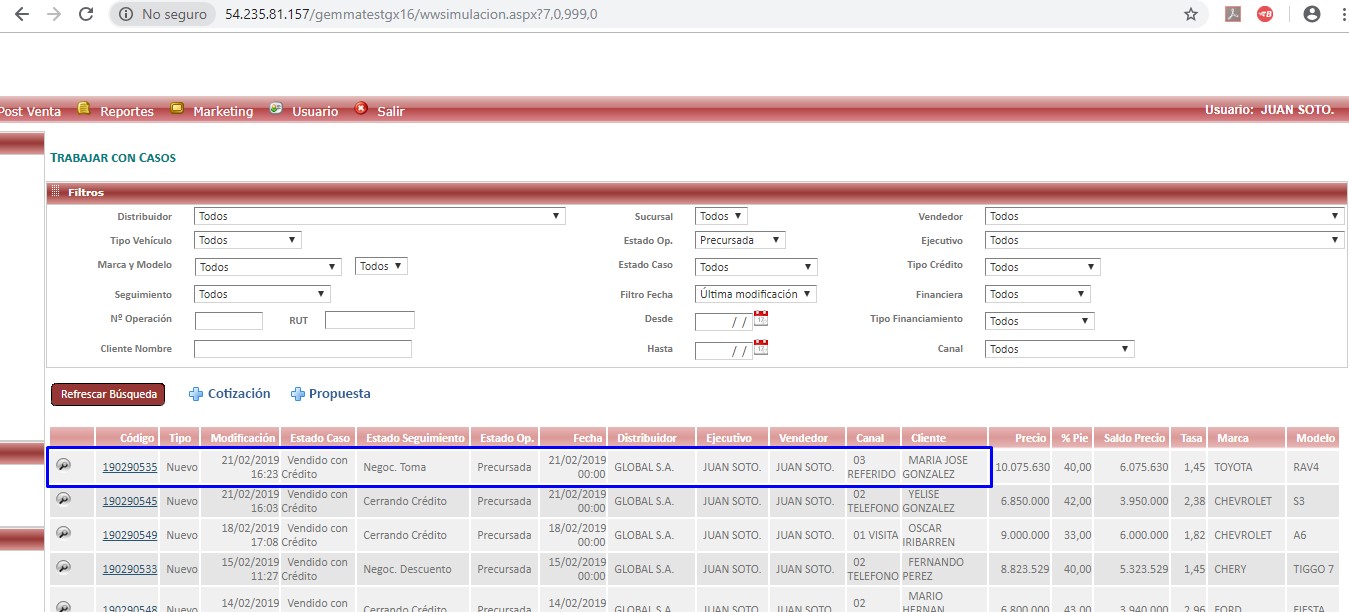 No seguro 54.235.81.157/gemmatestgx16/wwsimulacion.aspx?7,0,999,0
Post Venta Reportes Marketing Usuario Salir Usuario: JUAN SOTO.
TRABAJAR CON CASOS
Filtros
Distribuidor Todos Sucursal Todos Vendedor Todos
Tipo Vehículo Todos Estado Op. Precursada Ejecutivo Todos
Marca y Modelo Todos Todos Estado Caso Todos Tipo Crédito Todos
Seguimiento Todos Filtro Fecha Última modificación Financiera Todos
Nº Operación RUT Desde / / Tipo Financiamiento Todos
Cliente Nombre Hasta / / Canal Todos
Refrescar Búsqueda Cotización Propuesta
Código Tipo Modificación Estado Caso Estado Seguimiento Estado Op. Fecha Distribuidor Ejecutivo Vendedor Canal Cliente Precio % Pie Saldo Precio Tasa Marca Modelo
21/02/2019 Vendido con 21/02/2019 03 MARIA JOSE
190290535 Nuevo Negoc. Toma Precursada GLOBAL S.A. JUAN SOTO. JUAN SOTO. 10.075.630 40,00 6.075.630 1,45 TOYOTA RAV4
16:23 Crédito 00:00 REFERIDO GONZALEZ
21/02/2019 Vendido con 21/02/2019 02 YELISE
190290545 Nuevo Cerrando Crédito Precursada GLOBAL S.A. JUAN SOTO. JUAN SOTO. 6.850.000 42,00 3.950.000 2,38 CHEVROLET S3
16:03 Crédito 00:00 TELEFONO GONZALEZ
18/02/2019 Vendido con 18/02/2019 OSCAR
190290549 Nuevo Cerrando Crédito Precursada GLOBAL S.A. JUAN SOTO. JUAN SOTO. 01 VISITA 9.000.000 33,00 6.000.000 1,82 CHEVROLET A6
17:08 Crédito 00:00 IRIBARREN
15/02/2019 Vendido con 15/02/2019 02 FERNANDO
190290533 Nuevo Negoc. Descuento Precursada GLOBAL S.A. JUAN SOTO. JUAN SOTO. 8.823.529 40,00 5.323.529 1,45 CHERY TIGGO 7
11:27 Crédito 00:00 TELEFONO PEREZ
14/02/2019 Vendido con 14/02/2019 02 MARIO
190290548 Nuevo Cerrando Crédito Precursada GLOBAL S.A. JUAN SOTO. JUAN SOTO. HERNAN 6.800.000 43,00 3.940.000 2,96 FORD FIESTA